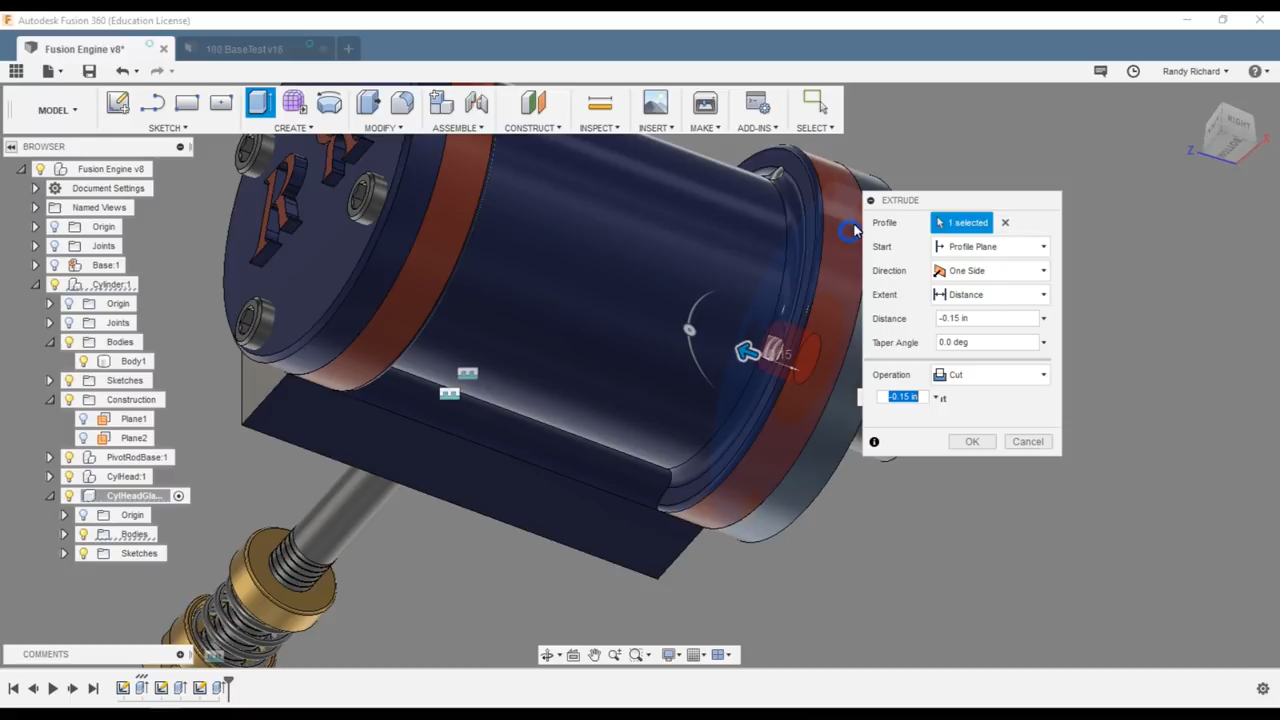 Autodesk Fusion 360 (Education License)
Fusion Engine v8*
100 BaseTest v16
Randy Richard
MODEL
SKETCH
CREATE
MODIFY
ASSEMBLE
CONSTRUCT
INSPECT
INSERT
MAKE
ADD-INS
SELECT
BROWSER
Fusion Engine v8
Document Settings
Named Views
Origin
Joints
Base:1
Cylinder:1
Origin
Joints
Bodies
Body1
Sketches
Construction
Plane1
Plane2
PivotRodBase:1
CylHead:1
CylHeadGla...
Origin
Bodies
Sketches
COMMENTS
RIGHT
Z
X
EXTRUDE
Profile
1 selected
Start
Profile Plane
Direction
One Side
Extent
Distance
Distance
-0.15 in
Taper Angle
0.0 deg
Operation
Cut
-0.15 in
OK
Cancel